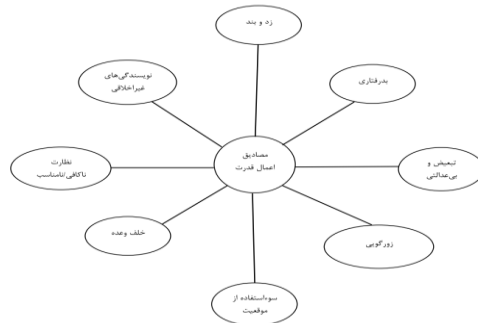 زد و بند
نویسندگی‌های
غیراخلاقی
بدرفتاری
مصادیق
اعمال قدرت
نظارت
ناکافی/نامناسب
تبعیض و
بی‌عدالتی
خلف وعده
زورگویی
سوءاستفاده از
موقعیت